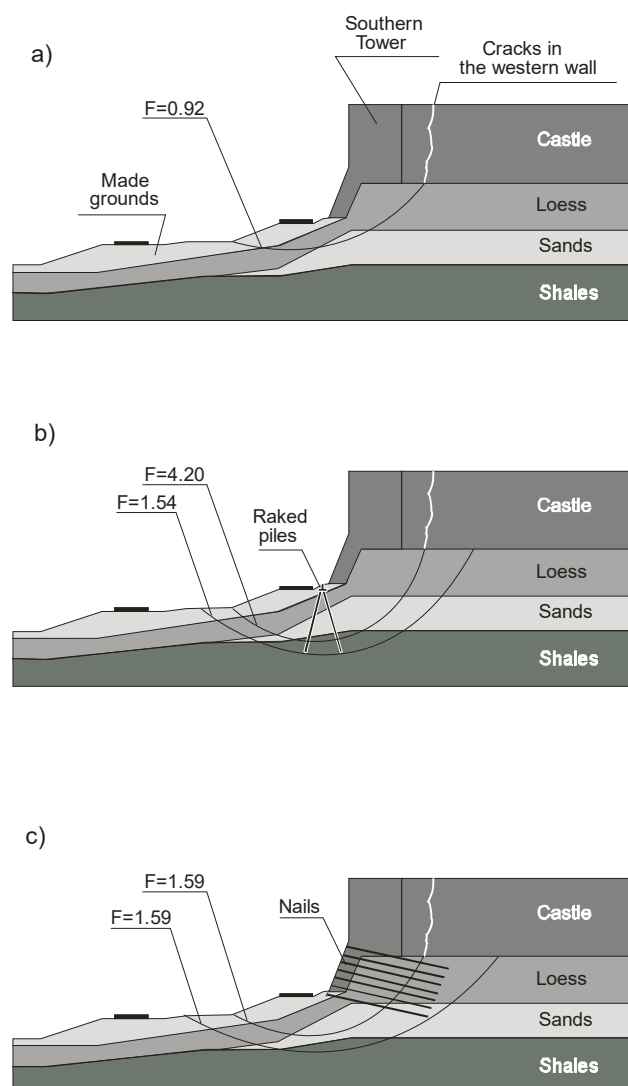 a)
Southern
Tower
Cracks in
the western wall
F=0.92
Made
grounds
Castle
Loess
Sands
Shales
b)
F=4.20
F=1.54
Raked
piles
Castle
Loess
Sands
Shales
c)
F=1.59
F=1.59
Nails
Castle
Loess
Sands
Shales